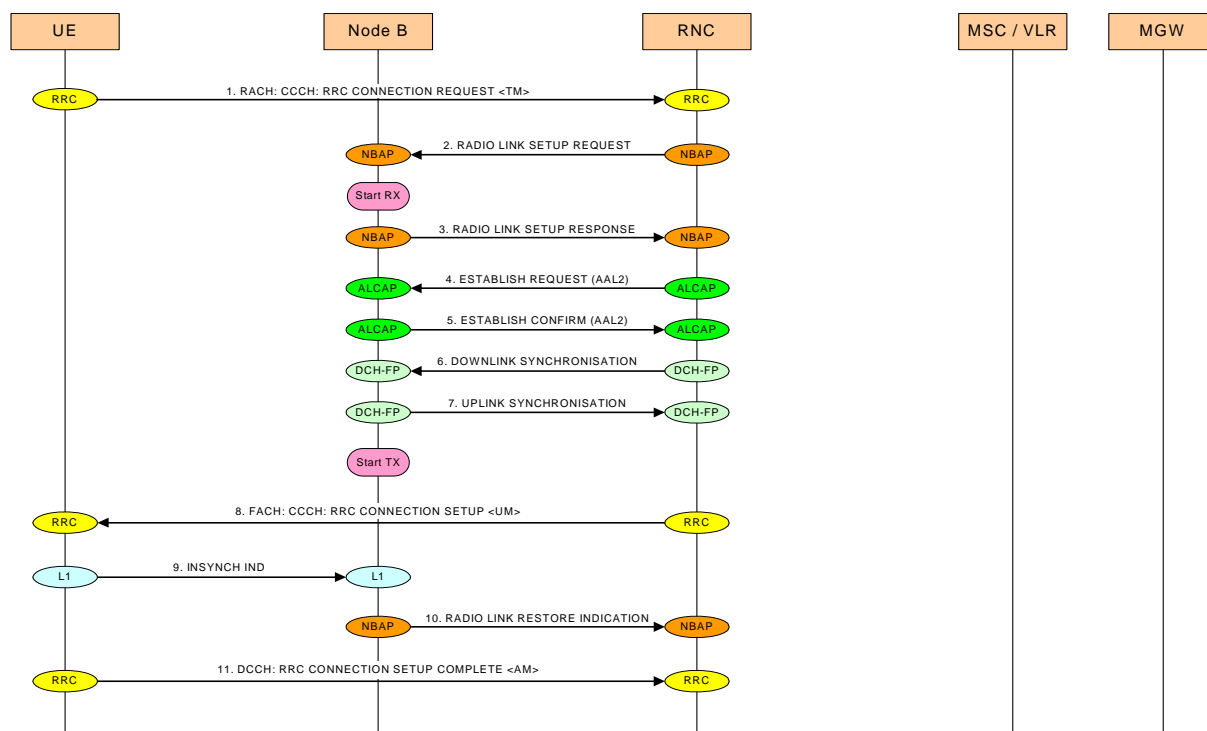 UE Node B RNC MSC / VLR MGW
RRC 1. RACH: CCCH: RRC CONNECTION REQUEST <TM> RRC
NBAP 2. RADIO LINK SETUP REQUEST NBAP
Start RX
NBAP 3. RADIO LINK SETUP RESPONSE NBAP
ALCAP 4. ESTABLISH REQUEST (AAL2) ALCAP
ALCAP 5. ESTABLISH CONFIRM (AAL2) ALCAP
DCH-FP 6. DOWNLINK SYNCHRONISATION DCH-FP
DCH-FP 7. UPLINK SYNCHRONISATION DCH-FP
Start TX
RRC 8. FACH: CCCH: RRC CONNECTION SETUP <UM> RRC
L1 9. INSYNCH IND L1
NBAP 10. RADIO LINK RESTORE INDICATION NBAP
RRC 11. DCCH: RRC CONNECTION SETUP COMPLETE <AM> RRC